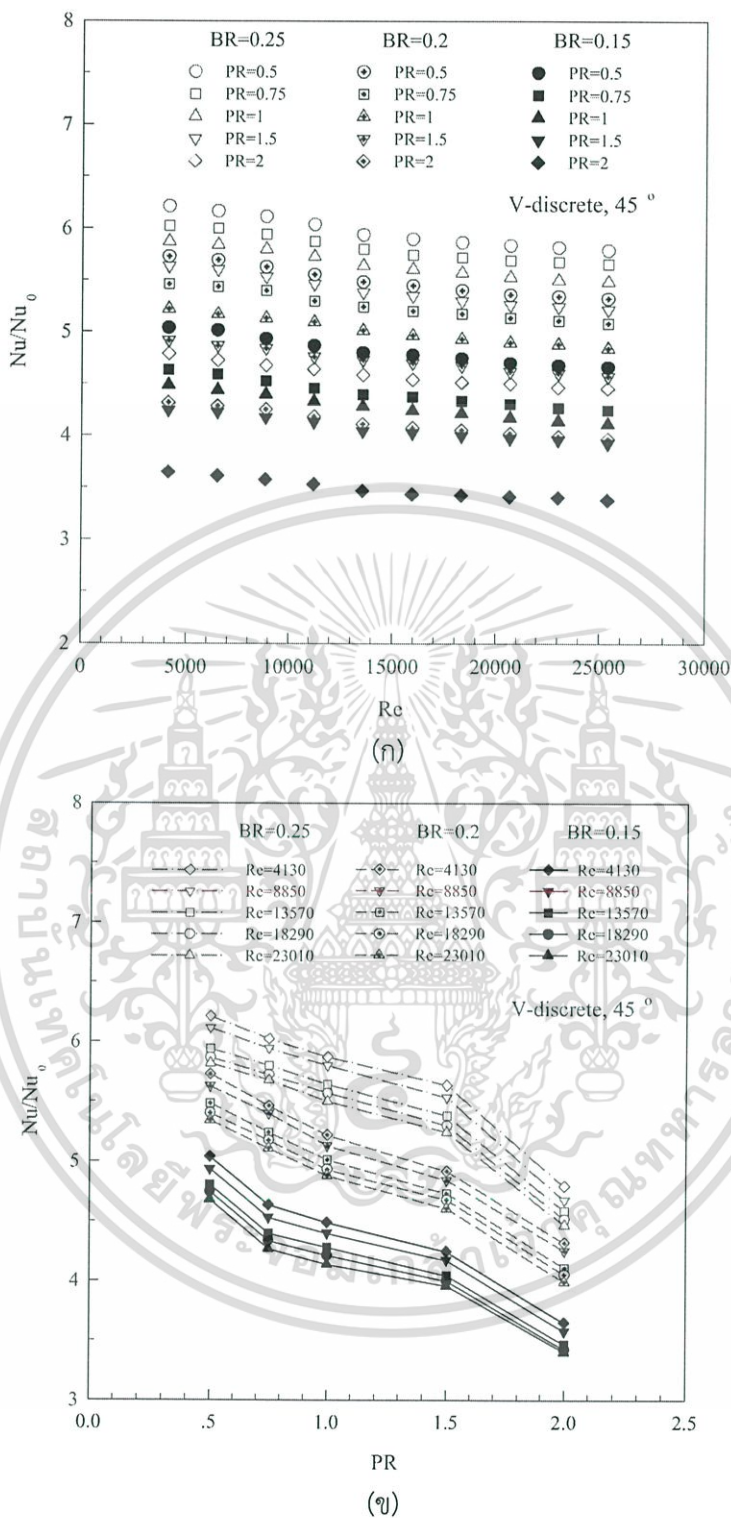 8
7
6
5
4
3
2
Nu/Nu₀
BR=0.25 BR=0.2 BR=0.15
PR=0.5 PR=0.5 PR=0.5
PR=0.75 PR=0.75 PR=0.75
PR=1 PR=1 PR=1
PR=1.5 PR=1.5 PR=1.5
PR=2 PR=2 PR=2
V-discrete, 45 °
0 5000 10000 15000 20000 25000 30000
Re
(ก)
8
7
6
5
4
3
Nu/Nu₀
BR=0.25 BR=0.2 BR=0.15
Re=4130 Re=4130 Re=4130
Re=8850 Re=8850 Re=8850
Re=13570 Re=13570 Re=13570
Re=18290 Re=18290 Re=18290
Re=23010 Re=23010 Re=23010
V-discrete, 45 °
0.0 .5 1.0 1.5 2.0 2.5
PR
(ข)